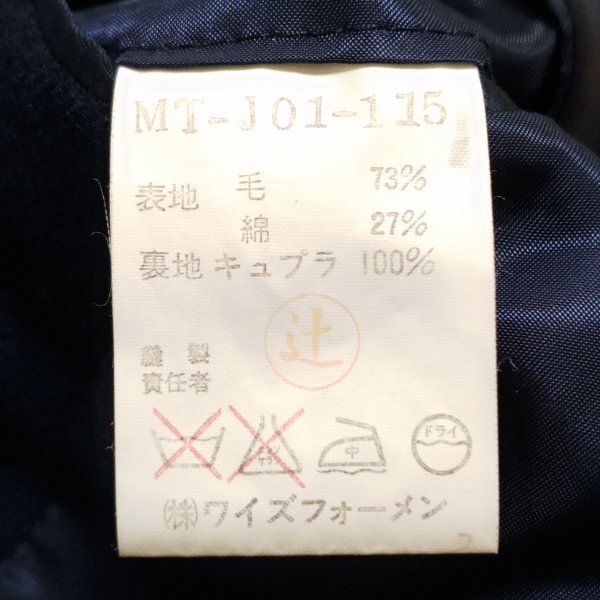 MT-J01-115
表地 毛 73%
綿 27%
裏地 キュプラ 100%
辻
縫製
責任者
中 ドライ
㈱ワイズフォーメン